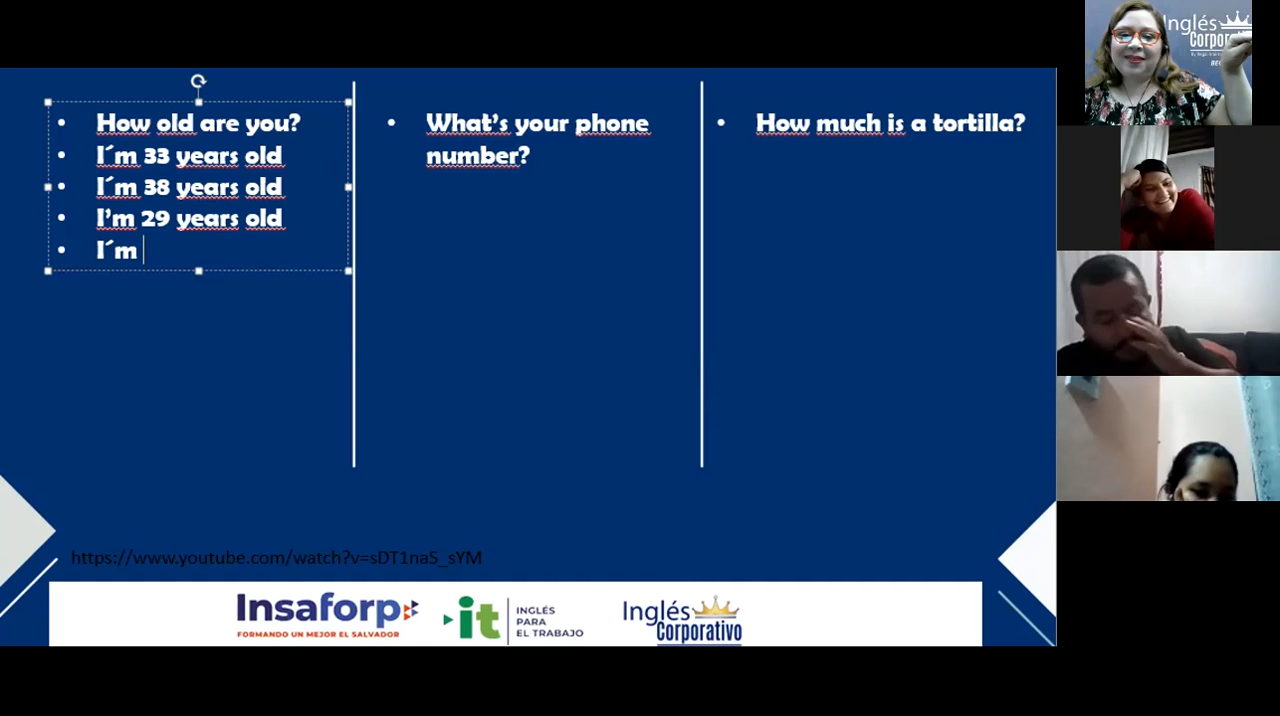 How old are you?
I´m 33 years old
I´m 38 years old
I'm 29 years old
I´m
What's your phone
number?
How much is a tortilla?
https://www.youtube.com/watch?v=sDT1naS_sYM
Insaforp
FORMANDO UN MEJOR EL SALVADOR
it
INGLÉS
PARA
EL TRABAJO
Inglés
Corporativo
Inglés